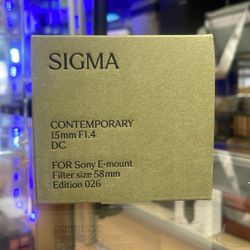 SIGMA
CONTEMPORARY
15mm F1.4
DC
FOR Sony E-mount
Filter size 58mm
Edition 026